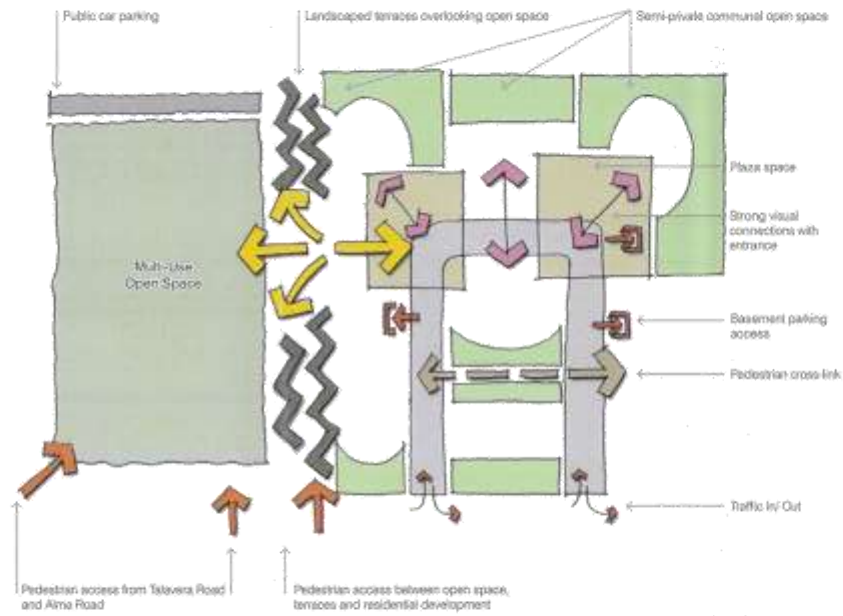 Public car parking
Landscaped terraces overlooking open space
Semi-private communal open space
Plaza space
Strong visual
connections with
entrance
Multi-Use
Open Space
Basement parking
access
Pedestrian cross-link
Traffic In/ Out
Pedestrian access from Talavera Road
and Alma Road
Pedestrian access between open space,
terraces and residential development